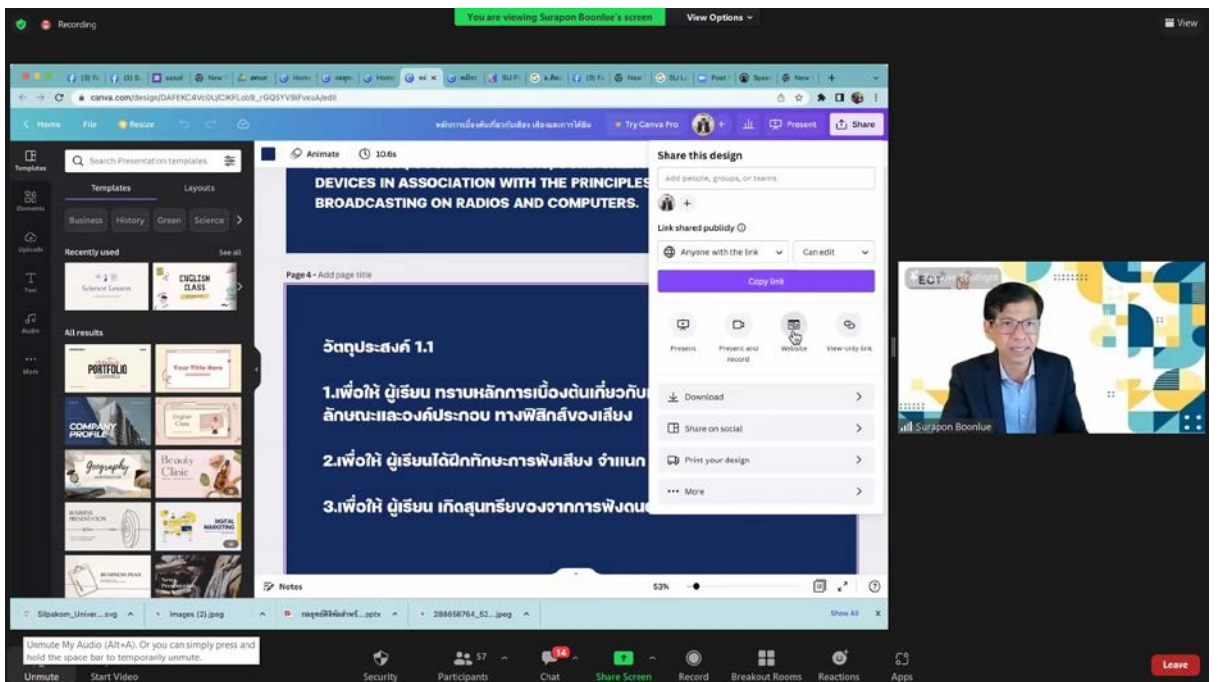 Recording
You are viewing Surapon Boonlue's screen
View Options
View
canva.com/design/
Home
File
Resize
Try Canva Pro
Present
Share
Templates
Elements
Uploads
Text
Audio
More
Search Presentation templates
Templates
Layouts
Business
History
Green
Science
Recently used
See all
Science Lesson
ENGLISH
CLASS
All results
PORTFOLIO
Your Title Here
COMPANY
PROFILE
English
Class
Geography
Beauty
Clinic
BUSINESS
PRESENTATION
DIGITAL
MARKETING
BUSINESS PLAN
Animate
10.6s
DEVICES IN ASSOCIATION WITH THE PRINCIPLES
BROADCASTING ON RADIOS AND COMPUTERS.
Page 4 - Add page title
วัตถุประสงค์ 1.1
1.เพื่อให้ ผู้เรียน ทราบหลักการเบื้องต้นเกี่ยวกับ
ลักษณะและองค์ประกอบ ทางฟิสิกส์ของเสียง
2.เพื่อให้ ผู้เรียนได้ฝึกทักษะการฟังเสียง จำแนก
3.เพื่อให้ ผู้เรียน เกิดสุนทรียของจากการฟังดนต
Notes
53%
Share this design
Add people, groups, or teams
Link shared publicly
Anyone with the link
Can edit
Copy link
Present
Present and
record
Website
View-only link
Download
Share on social
Print your design
More
Surapon Boonlue
Silpakorn_Univer...svg
images (2).jpeg
288658764_52...jpeg
Show All
X
Unmute My Audio (Alt+A). Or you can simply press and
hold the space bar to temporarily unmute.
Unmute
Start Video
Security
57
Participants
14
Chat
Share Screen
Record
Breakout Rooms
Reactions
Apps
Leave